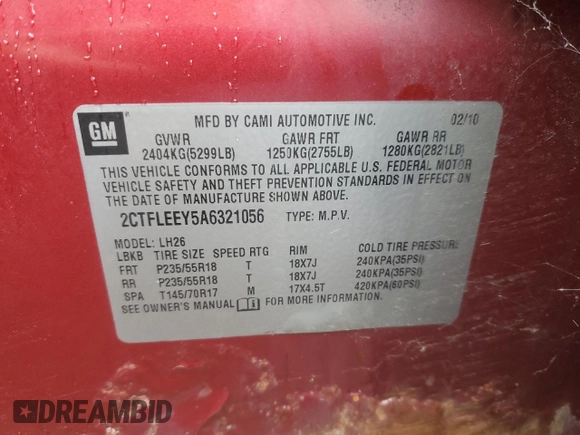 GM
MFD BY CAMI AUTOMOTIVE INC. 02/10
GVWR GAWR FRT GAWR RR
2404KG(5299LB) 1250KG(2755LB) 1280KG(2821LB)
THIS VEHICLE CONFORMS TO ALL APPLICABLE U.S. FEDERAL MOTOR
VEHICLE SAFETY AND THEFT PREVENTION STANDARDS IN EFFECT ON
THE DATE OF MANUFACTURE SHOWN ABOVE.
2CTFLEEY5A6321056 TYPE: M.P.V.
MODEL: LH26
LBKB TIRE SIZE SPEED RTG RIM COLD TIRE PRESSURE
FRT P235/55R18 T 18X7J 240KPA(35PSI)
RR P235/55R18 T 18X7J 240KPA(35PSI)
SPA T145/70R17 M 17X4.5T 420KPA(60PSI)
SEE OWNER'S MANUAL FOR MORE INFORMATION.
DREAMBID